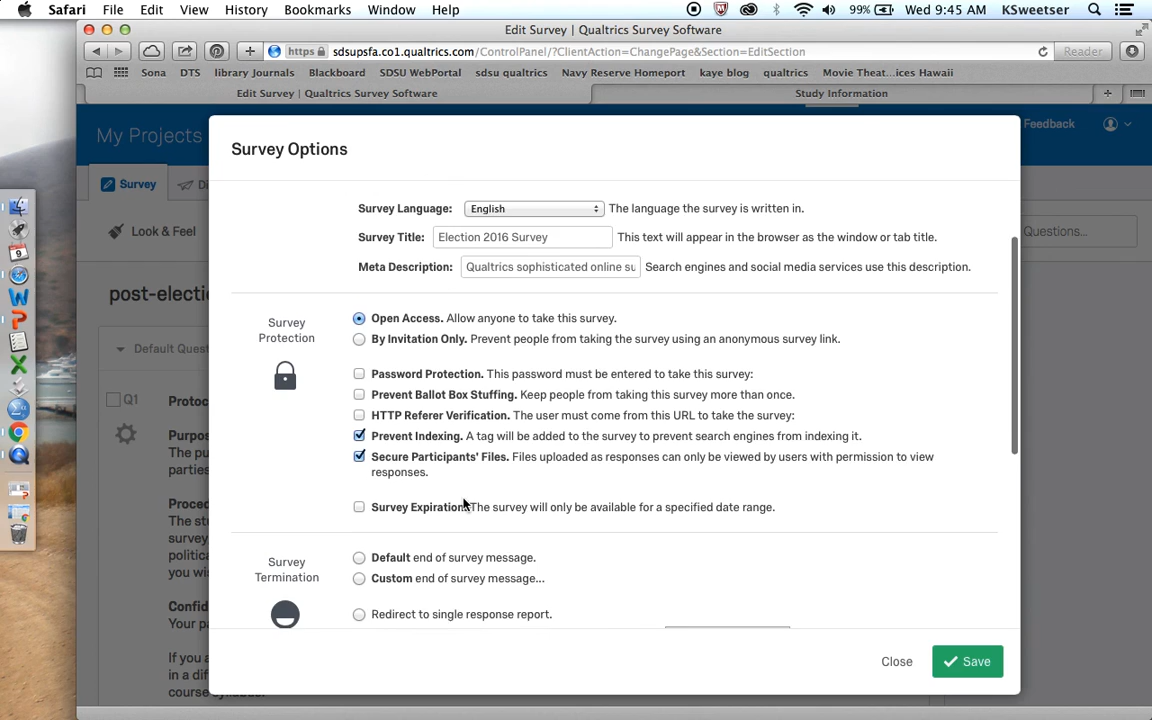 Safari File Edit View History Bookmarks Window Help 99% Wed 9:45 AM KSweetser
Edit Survey | Qualtrics Survey Software
https sdsupsfa.co1.qualtrics.com/ControlPanel/?ClientAction=ChangePage&Section=EditSection Reader
Sona DTS library Journals Blackboard SDSU WebPortal sdsu qualtrics Navy Reserve Homeport kaye blog qualtrics Movie Theat...ices Hawaii
Edit Survey | Qualtrics Survey Software Study Information
My Projects Feedback
Survey Di
Look & Feel Questions...
post-electi
Default Quest
Q1 Protoc
Purpos
The pu
parties
Proced
The stu
survey
politica
you wis
Confid
Your pa
If you a
in a dif
course syllabus.
Survey Options
Survey Language: English The language the survey is written in.
Survey Title: Election 2016 Survey This text will appear in the browser as the window or tab title.
Meta Description: Qualtrics sophisticated online su Search engines and social media services use this description.
Survey
Protection
Open Access. Allow anyone to take this survey.
By Invitation Only. Prevent people from taking the survey using an anonymous survey link.
Password Protection. This password must be entered to take this survey:
Prevent Ballot Box Stuffing. Keep people from taking this survey more than once.
HTTP Referer Verification. The user must come from this URL to take the survey:
Prevent Indexing. A tag will be added to the survey to prevent search engines from indexing it.
Secure Participants' Files. Files uploaded as responses can only be viewed by users with permission to view
responses.
Survey Expiration. The survey will only be available for a specified date range.
Survey
Termination
Default end of survey message.
Custom end of survey message...
Redirect to single response report.
Close Save